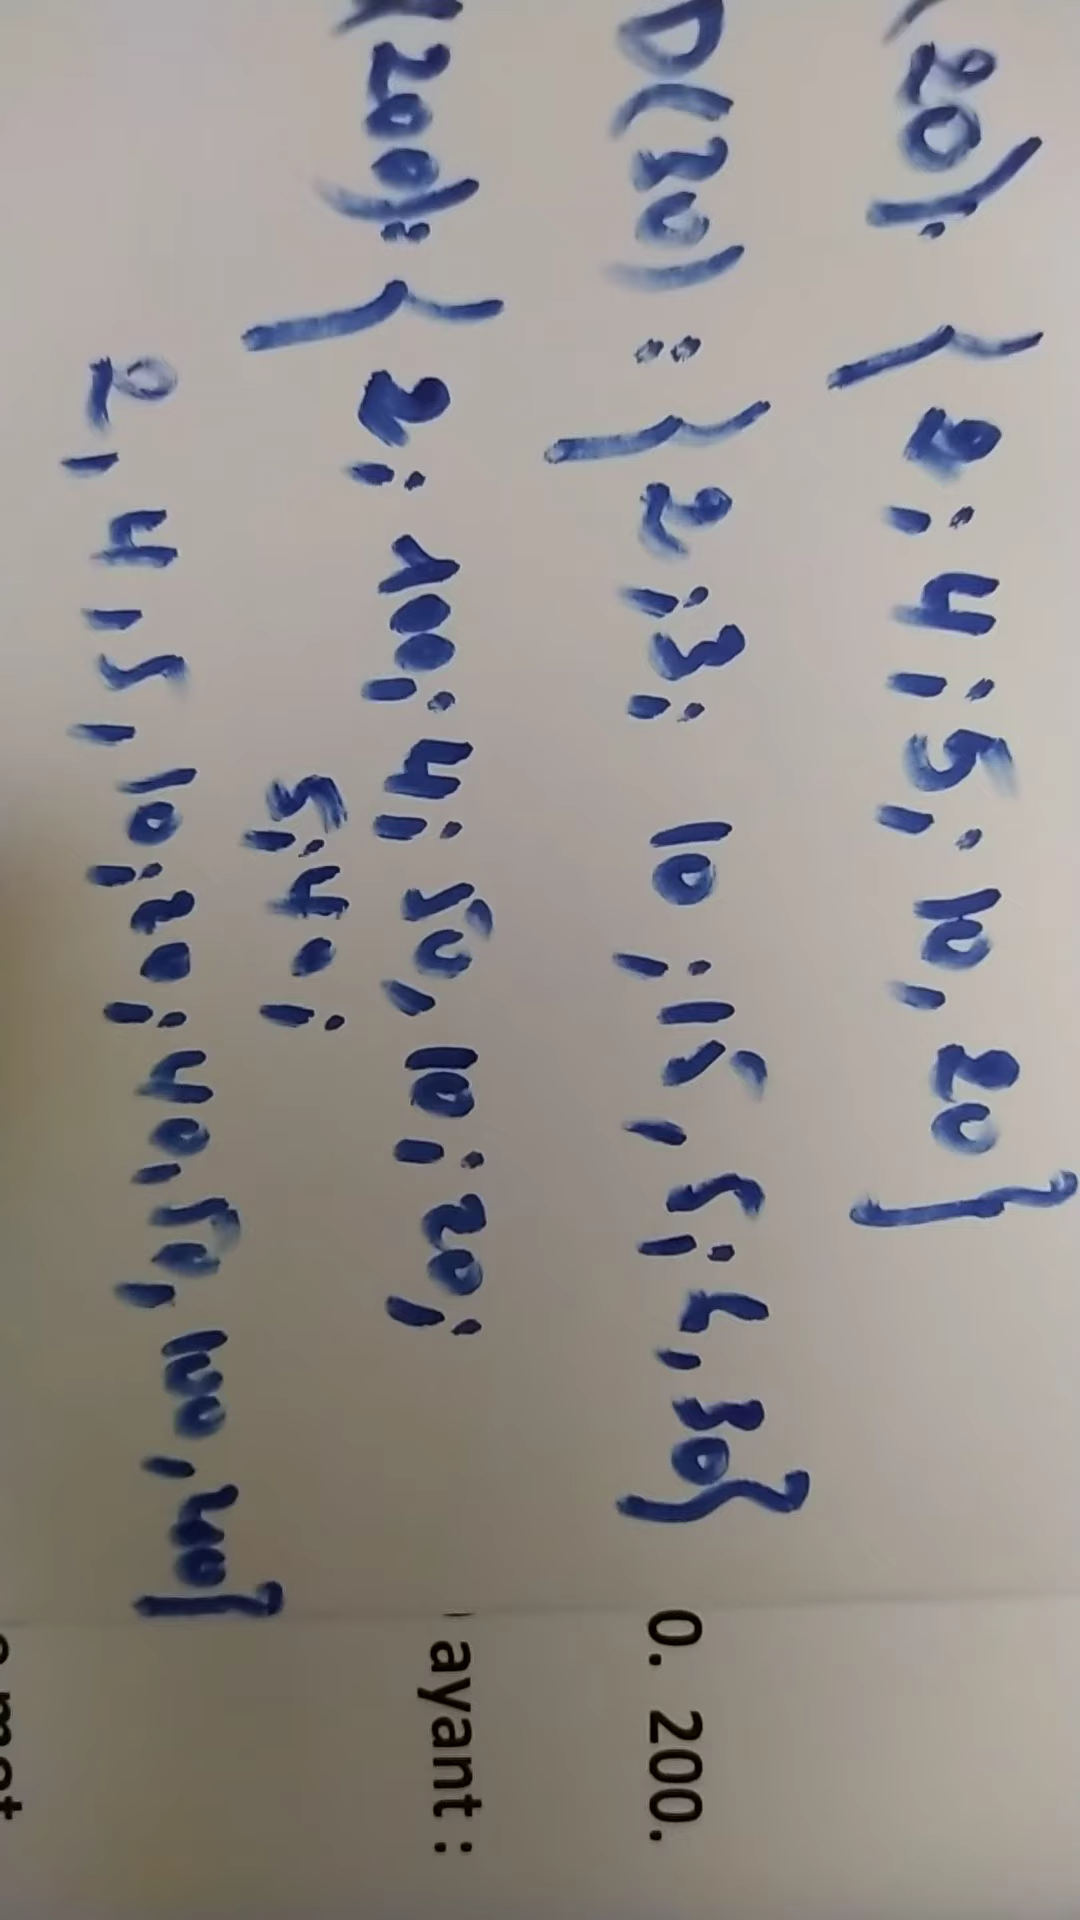 (20): {2; 4; 5; 10, 20}
D(30) : {2; 3; 10; 15, 5; 6, 30}
0. 200.
(200): {2; 100; 4; 50, 10; 20;
ayant :
5; 40;
2, 4, 5, 10; 20; 40, 50, 100, 200}